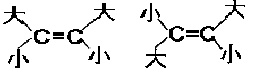 大 大 小 大
C=C C=C
小 小 大 小